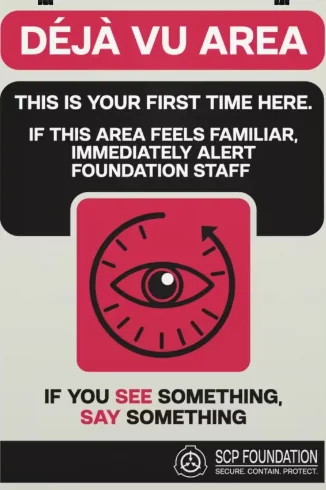 DÉJÀ VU AREA
THIS IS YOUR FIRST TIME HERE.
IF THIS AREA FEELS FAMILIAR,
IMMEDIATELY ALERT
FOUNDATION STAFF
IF YOU SEE SOMETHING,
SAY SOMETHING
SCP FOUNDATION
SECURE. CONTAIN. PROTECT.